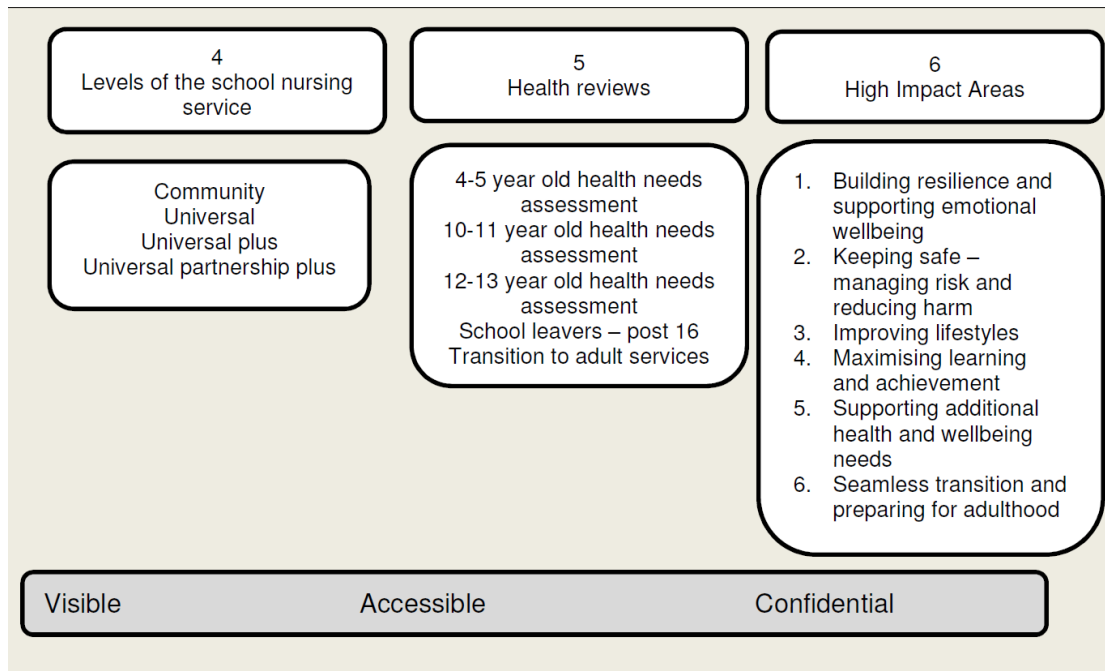 4
Levels of the school nursing
service
5
Health reviews
6
High Impact Areas
Community
Universal
Universal plus
Universal partnership plus
4-5 year old health needs
assessment
10-11 year old health needs
assessment
12-13 year old health needs
assessment
School leavers – post 16
Transition to adult services
1. Building resilience and
supporting emotional
wellbeing
2. Keeping safe –
managing risk and
reducing harm
3. Improving lifestyles
4. Maximising learning
and achievement
5. Supporting additional
health and wellbeing
needs
6. Seamless transition and
preparing for adulthood
Visible Accessible Confidential